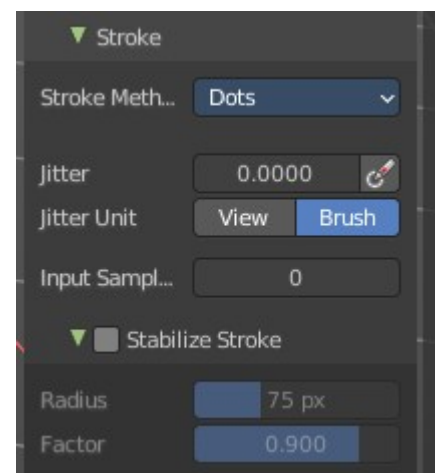 Stroke
Stroke Meth... Dots
Jitter 0.0000
Jitter Unit View Brush
Input Sampl... 0
Stabilize Stroke
Radius 75 px
Factor 0.900